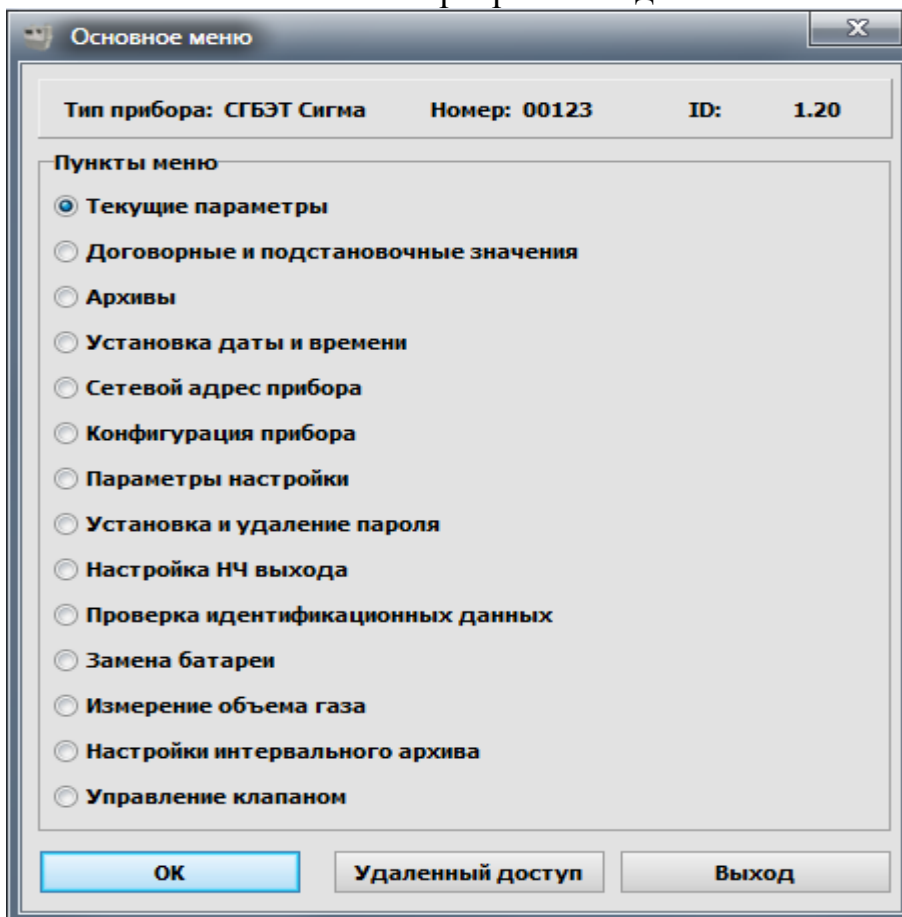 Основное меню
Тип прибора: СГБЭТ Сигма Номер: 00123 ID: 1.20
Пункты меню
Текущие параметры
Договорные и подстановочные значения
Архивы
Установка даты и времени
Сетевой адрес прибора
Конфигурация прибора
Параметры настройки
Установка и удаление пароля
Настройка НЧ выхода
Проверка идентификационных данных
Замена батареи
Измерение объема газа
Настройки интервального архива
Управление клапаном
ОК Удаленный доступ Выход